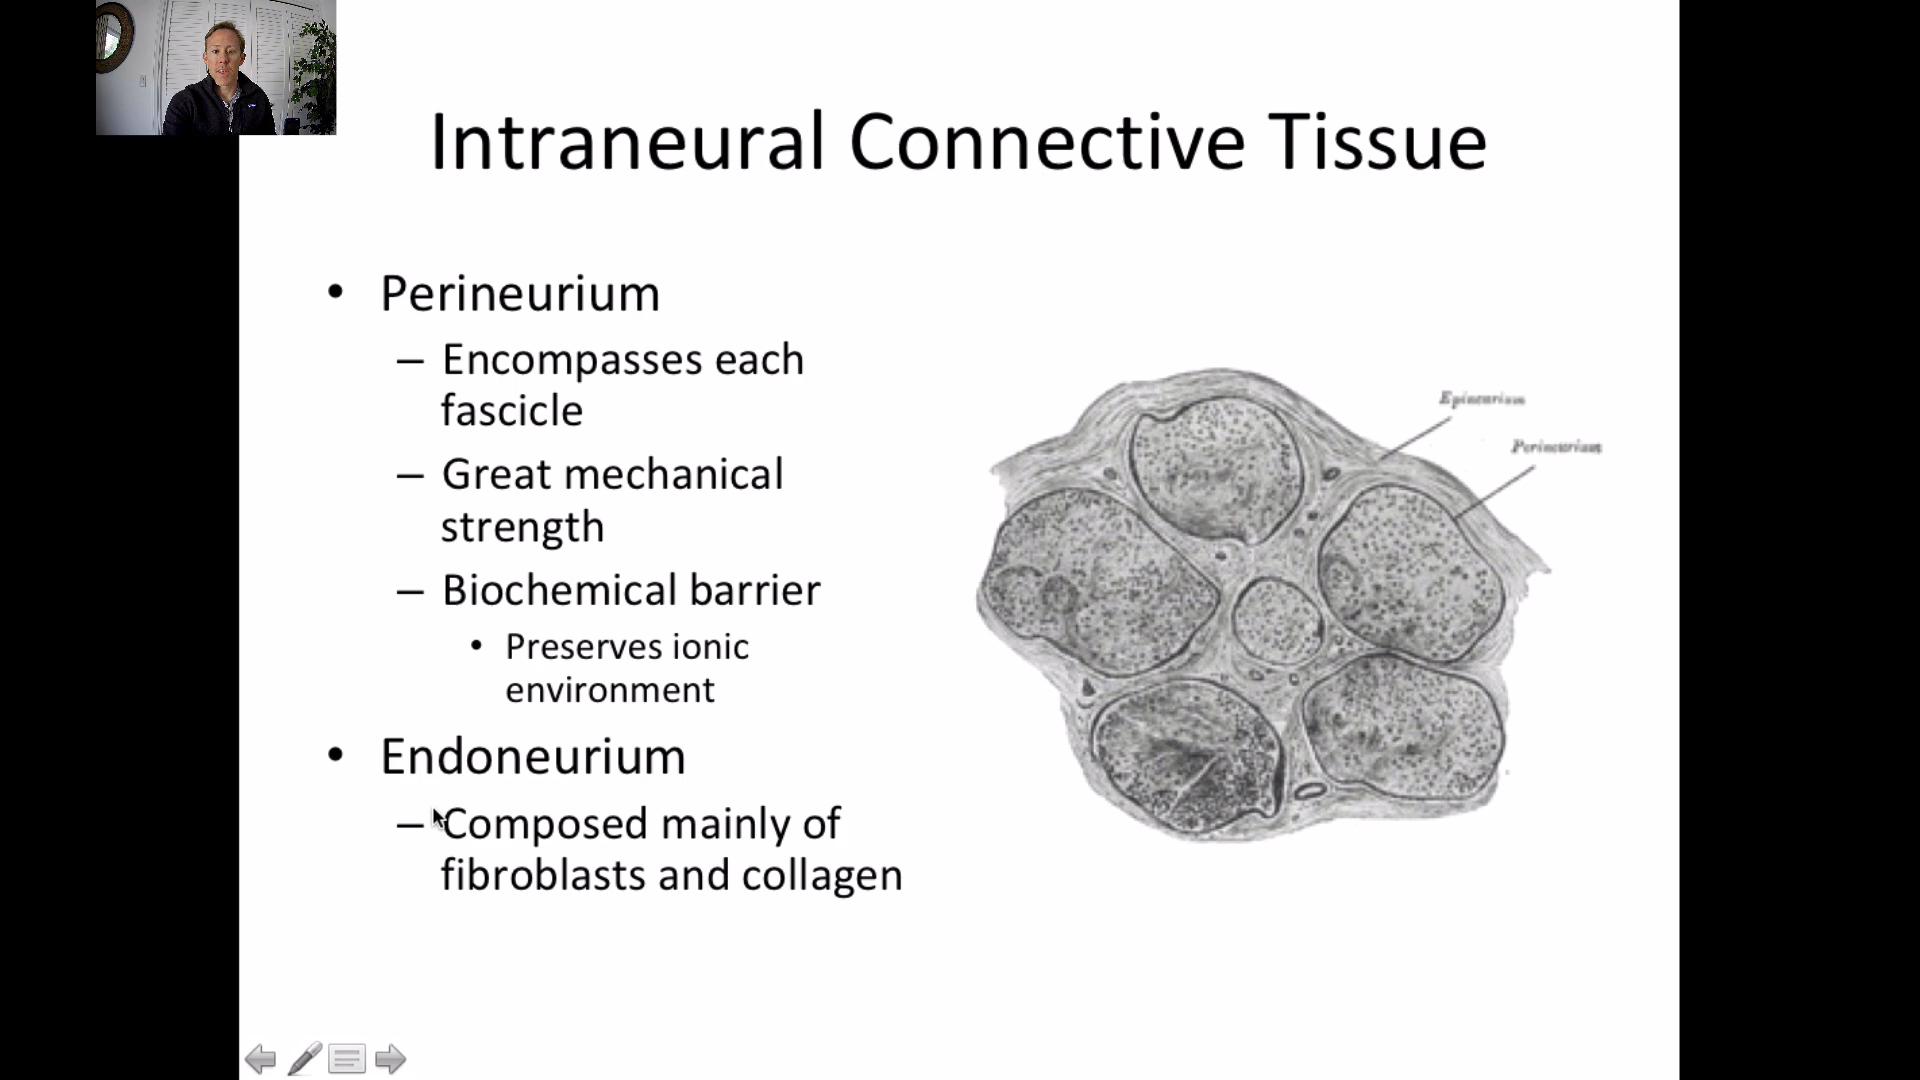 Intraneural Connective Tissue
• Perineurium
– Encompasses each
fascicle
– Great mechanical
strength
– Biochemical barrier
• Preserves ionic
environment
• Endoneurium
– Composed mainly of
fibroblasts and collagen
Epineurium
Perineurium